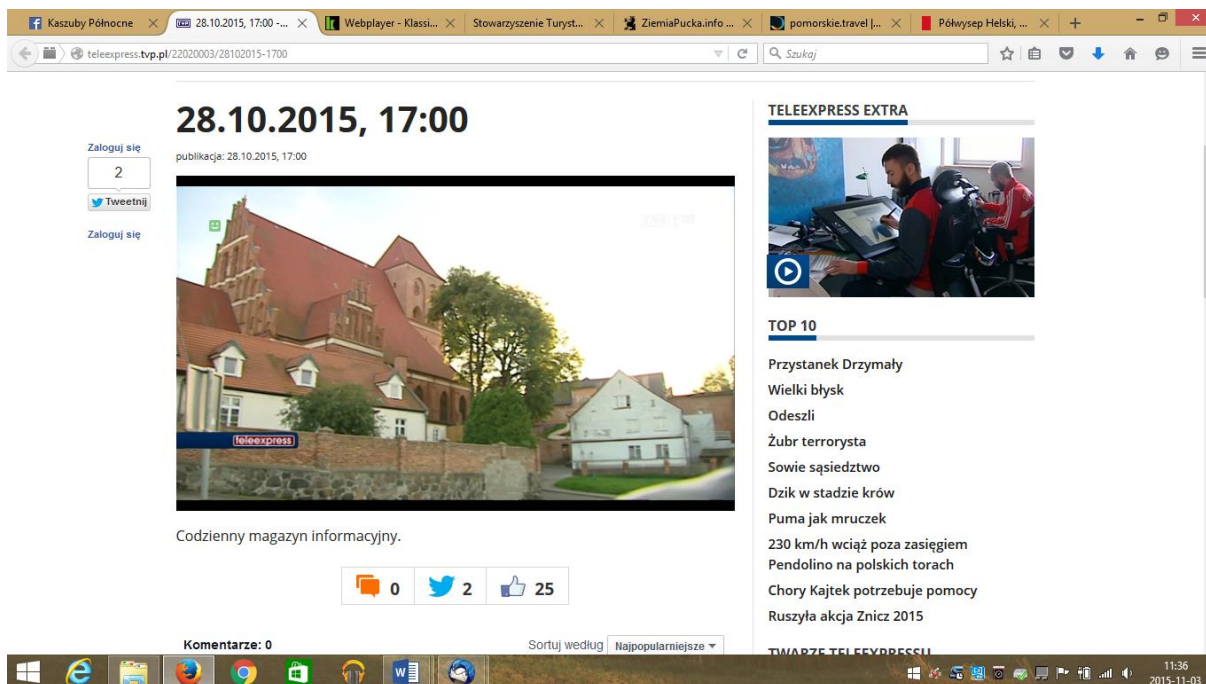 Kaszuby Północne
28.10.2015, 17:00 -...
Webplayer - Klassi...
Stowarzyszenie Turyst...
ZiemiaPucka.info ...
pomorskie.travel |...
Półwysep Helski, ...
teleexpress.tvp.pl/22020003/28102015-1700
Szukaj
28.10.2015, 17:00
publikacja: 28.10.2015, 17:00
Zaloguj się
2
Tweetnij
Zaloguj się
teleexpress
Codzienny magazyn informacyjny.
0 2 25
Komentarze: 0
Sortuj według Najpopularniejsze
TELEEXPRESS EXTRA
TOP 10
Przystanek Drzymały
Wielki błysk
Odeszli
Żubr terrorysta
Sowie sąsiedztwo
Dzik w stadzie krów
Puma jak mruczek
230 km/h wciąż poza zasięgiem
Pendolino na polskich torach
Chory Kajtek potrzebuje pomocy
Ruszyła akcja Znicz 2015
TWARZE TELEEXPRESSU
11:36
2015-11-03